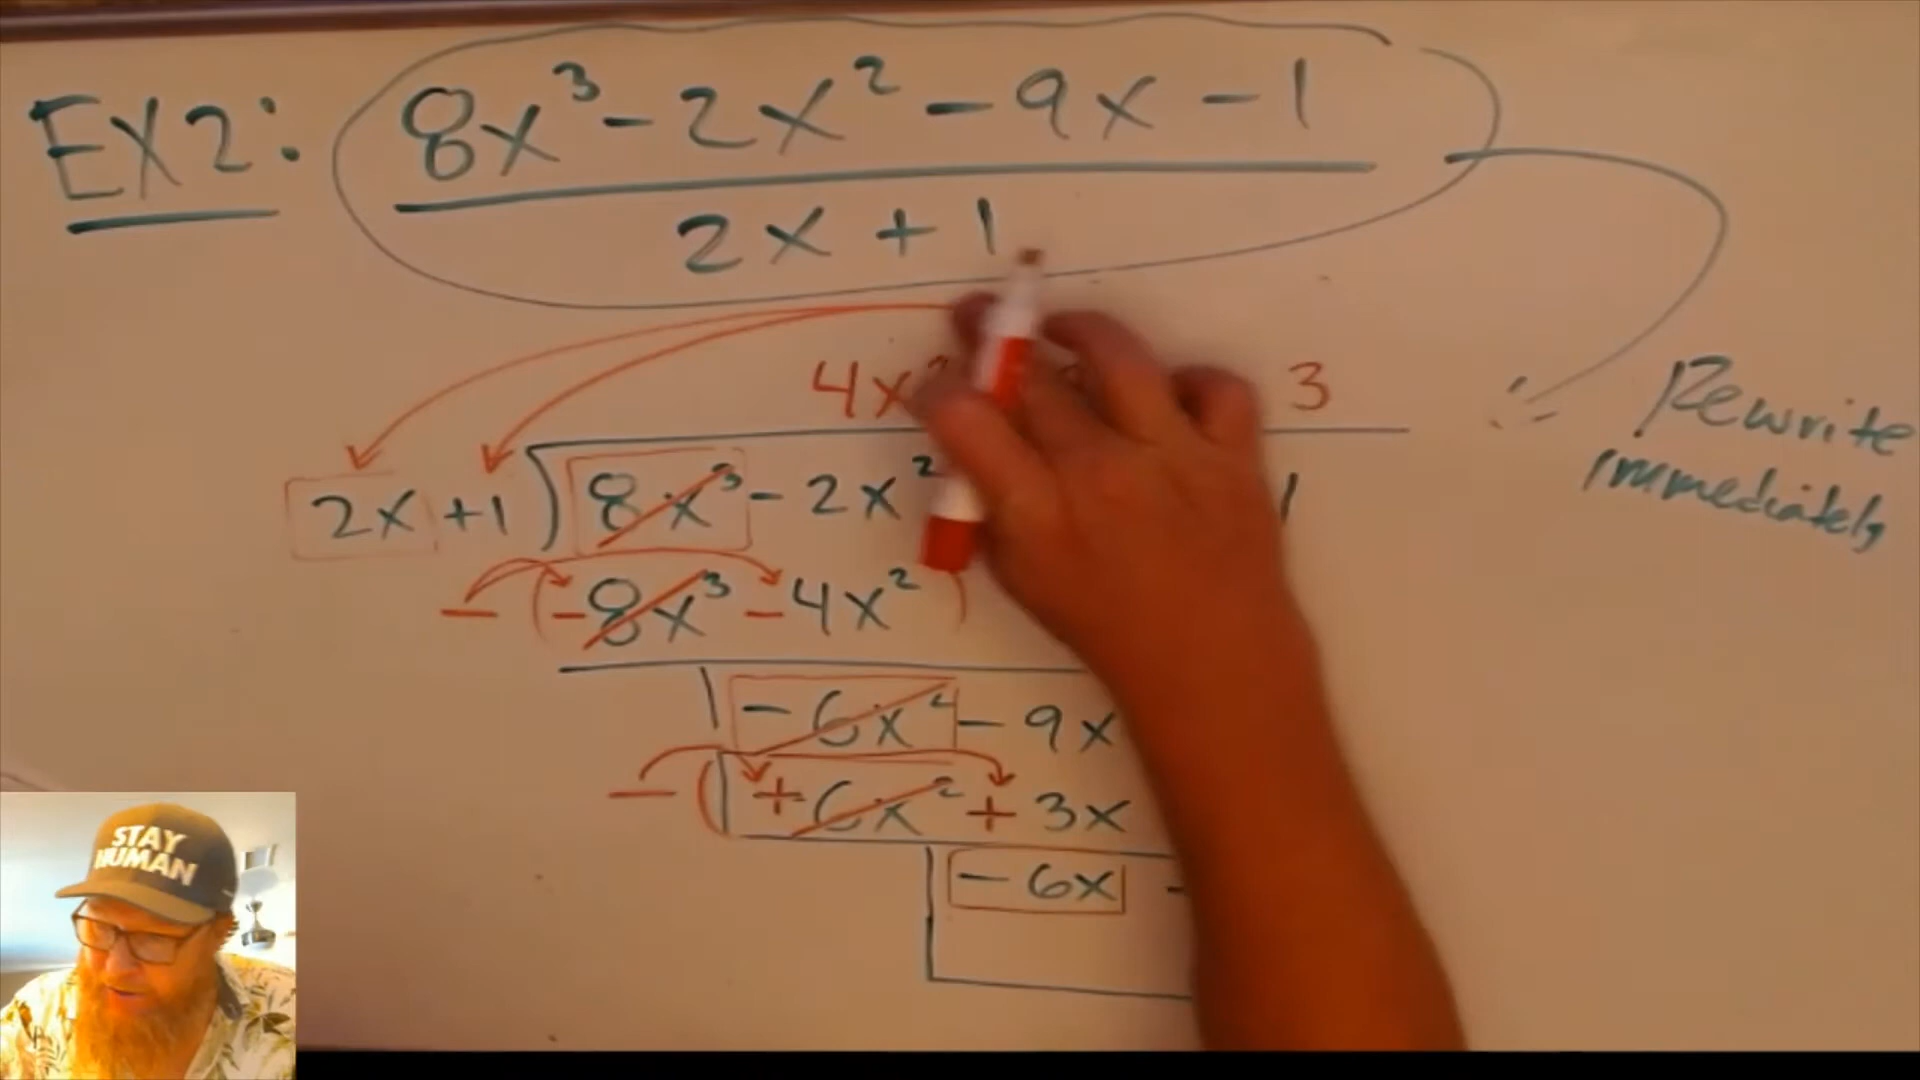 EX2: 8x³ - 2x² - 9x - 1
2x + 1
4x 3
2x +1 8x³ - 2x² 1
- ( -8x³ - 4x² )
-6x² - 9x
- ( +6x² + 3x
-6x -
Rewrite
immediately
STAY
HUMAN